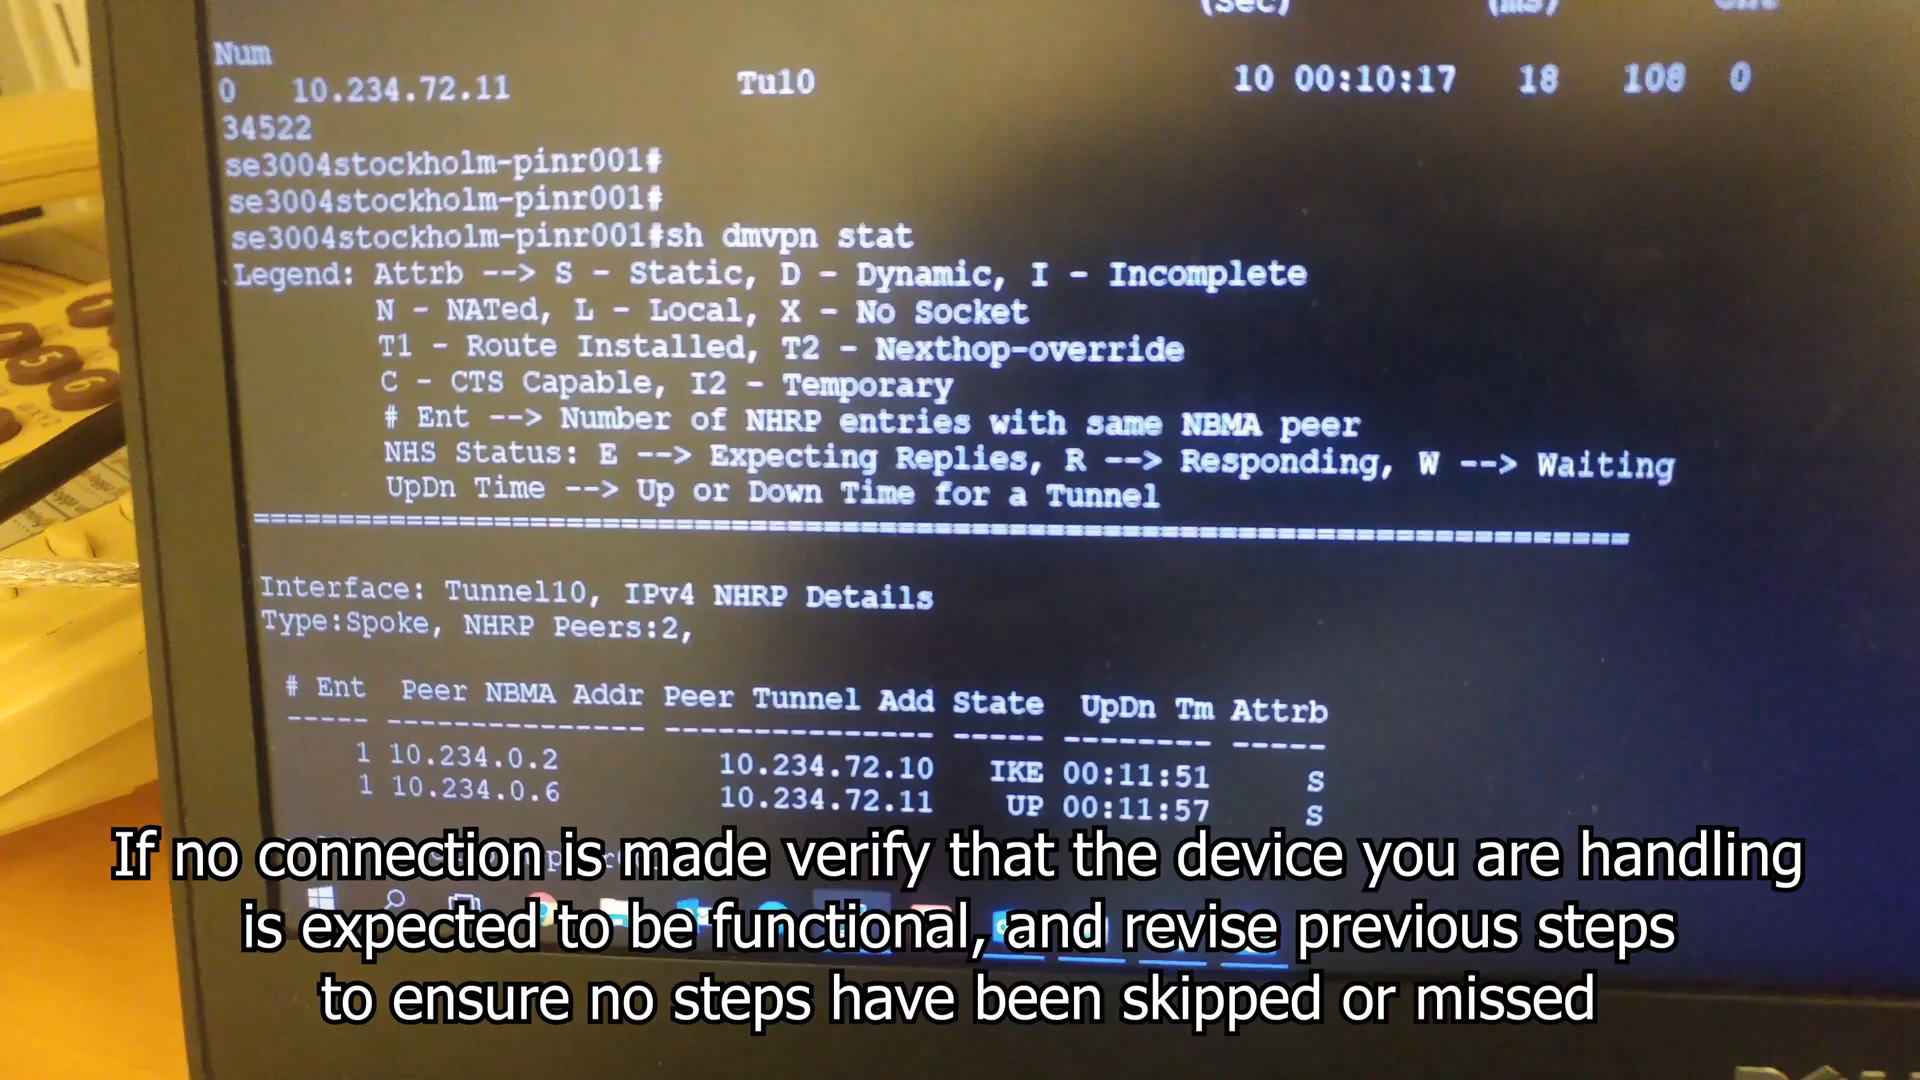 (sec) (ms) Cnt
Num
0 10.234.72.11 Tu10 10 00:10:17 18 108 0
34522
se3004stockholm-pinr001#
se3004stockholm-pinr001#
se3004stockholm-pinr001#sh dmvpn stat
Legend: Attrb --> S - Static, D - Dynamic, I - Incomplete
N - NATed, L - Local, X - No Socket
T1 - Route Installed, T2 - Nexthop-override
C - CTS Capable, I2 - Temporary
# Ent --> Number of NHRP entries with same NBMA peer
NHS Status: E --> Expecting Replies, R --> Responding, W --> Waiting
UpDn Time --> Up or Down Time for a Tunnel
==========================================================================
Interface: Tunnel10, IPv4 NHRP Details
Type:Spoke, NHRP Peers:2,
# Ent Peer NBMA Addr Peer Tunnel Add State UpDn Tm Attrb
----- --------------- --------------- ----- -------- -----
1 10.234.0.2 10.234.72.10 IKE 00:11:51 S
1 10.234.0.6 10.234.72.11 UP 00:11:57 S
If no connection is made verify that the device you are handling
is expected to be functional, and revise previous steps
to ensure no steps have been skipped or missed